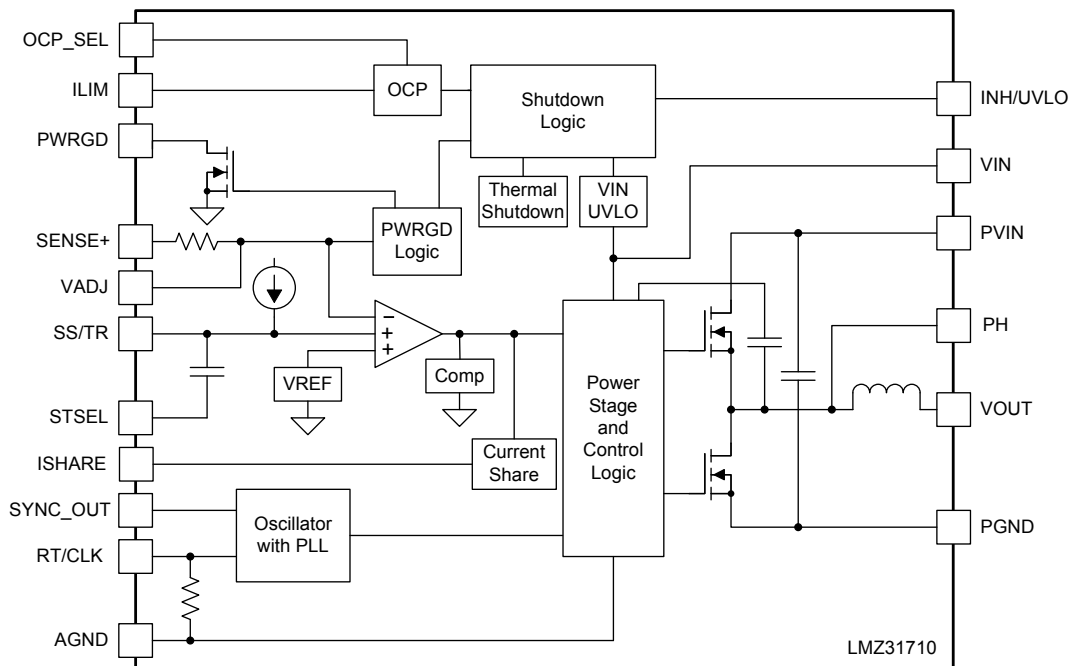 OCP_SEL
ILIM
PWRGD
SENSE+
VADJ
SS/TR
STSEL
ISHARE
SYNC_OUT
RT/CLK
AGND
OCP
Shutdown
Logic
Thermal
Shutdown
VIN
UVLO
PWRGD
Logic
VREF
Comp
Current
Share
Oscillator
with PLL
Power
Stage
and
Control
Logic
INH/UVLO
VIN
PVIN
PH
VOUT
PGND
LMZ31710